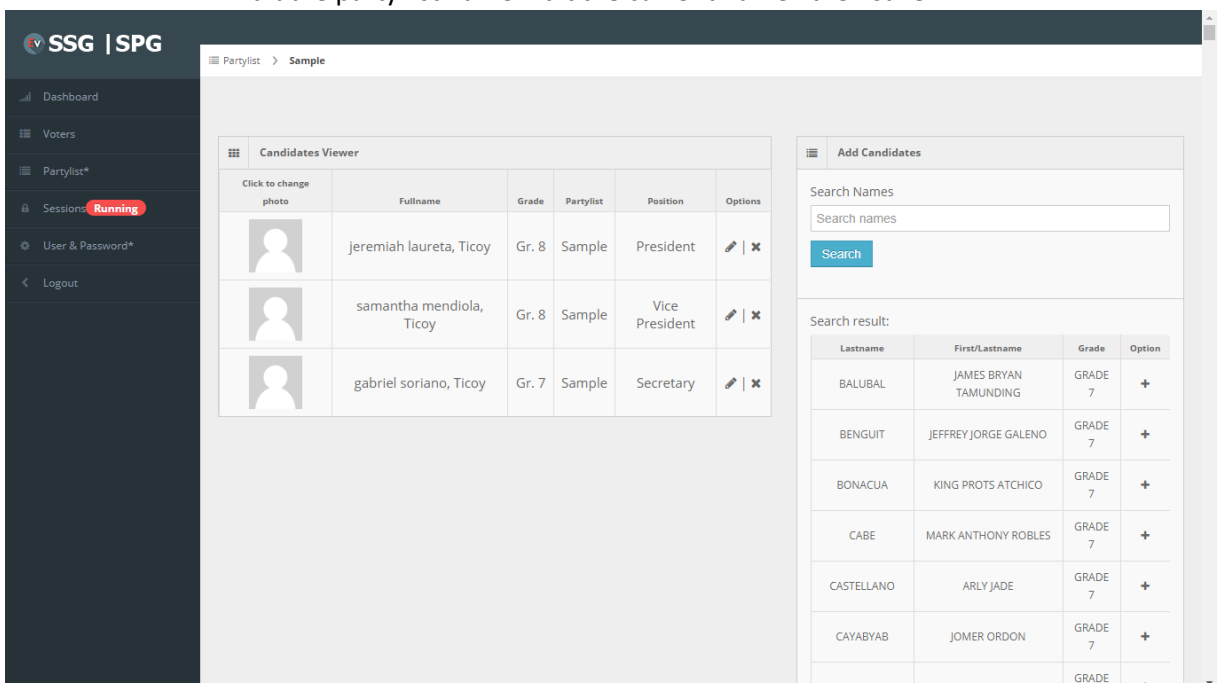 SSG | SPG
Partylist > Sample
Dashboard
Voters
Partylist*
Sessions Running
User & Password*
Logout
Candidates Viewer
Click to change photo Fullname Grade Partylist Position Options
jeremiah laureta, Ticoy Gr. 8 Sample President |
samantha mendiola, Ticoy Gr. 8 Sample Vice President |
gabriel soriano, Ticoy Gr. 7 Sample Secretary |
Add Candidates
Search Names
Search names
Search
Search result:
Lastname First/Lastname Grade Option
BALUBAL JAMES BRYAN TAMUNDING GRADE 7 +
BENGUIT JEFFREY JORGE GALENO GRADE 7 +
BONACUA KING PROTS ATCHICO GRADE 7 +
CABE MARK ANTHONY ROBLES GRADE 7 +
CASTELLANO ARLY JADE GRADE 7 +
CAYABYAB JOMER ORDON GRADE 7 +
GRADE